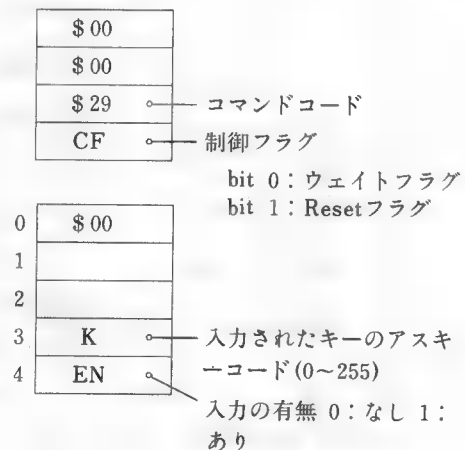 $00
$00
$29 コマンドコード
CF 制御フラグ
bit 0：ウェイトフラグ
bit 1：Resetフラグ
0 $00
1
2
3 K 入力されたキーのアスキ
ーコード(0～255)
4 EN
入力の有無 0：なし 1：
あり